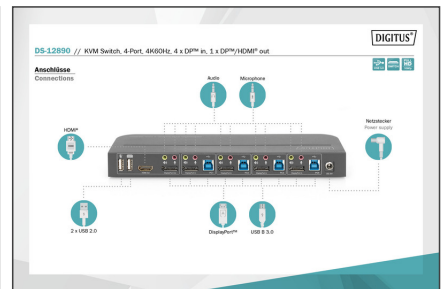 DIGITUS®
DS-12890 // KVM Switch, 4-Port, 4K60Hz, 4 x DP™ in, 1 x DP™/HDMI® out
Anschlüsse
Connections
Audio
Microphone
HDMI®
Netzstecker
Power supply
2 x USB 2.0
DisplayPort™
USB B 3.0